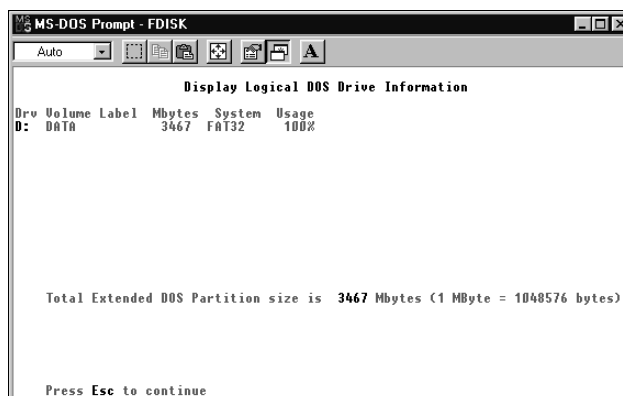 MS-DOS Prompt - FDISK
Auto
A
Display Logical DOS Drive Information
Drv Volume Label Mbytes System Usage
D: DATA 3467 FAT32 100%
Total Extended DOS Partition size is 3467 Mbytes (1 MByte = 1048576 bytes)
Press Esc to continue